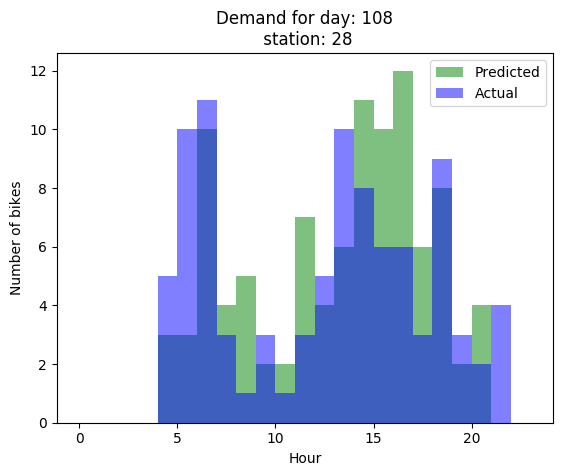 Demand for day: 108
station: 28
Predicted
Actual
Number of bikes
12
10
8
6
4
2
0
0
5
10
15
20
Hour